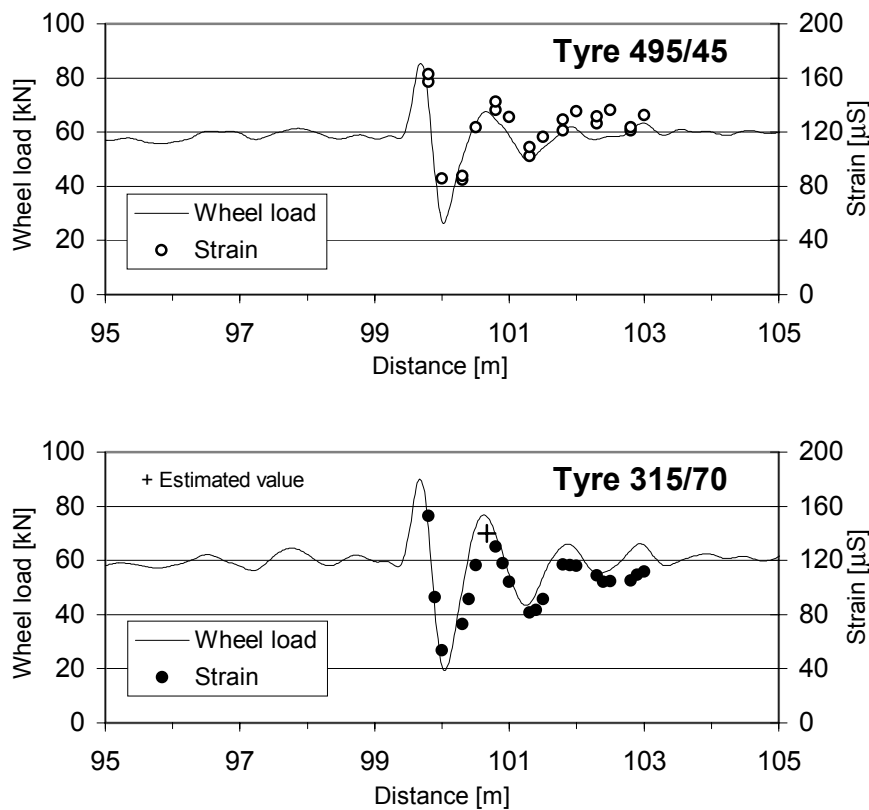 Tyre 495/45
Wheel load [kN]
100
80
60
40
20
0
200
160
120
80
40
0
Strain [µS]
Wheel load
Strain
95 97 99 101 103 105
Distance [m]
Tyre 315/70
+ Estimated value
Wheel load [kN]
100
80
60
40
20
0
200
160
120
80
40
0
Strain [µS]
Wheel load
Strain
95 97 99 101 103 105
Distance [m]